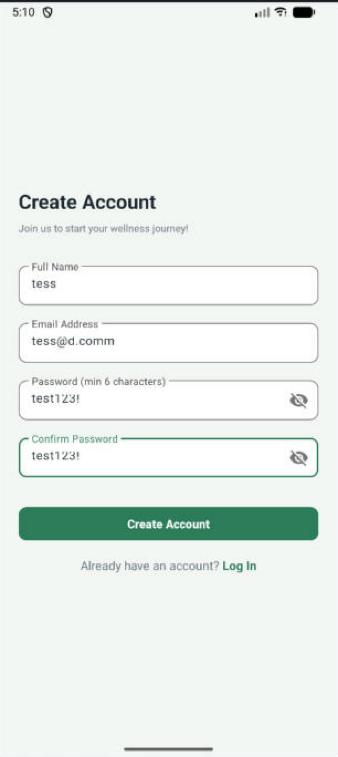 5:10
Create Account
Join us to start your wellness journey!
Full Name
tess
Email Address
tess@d.comm
Password (min 6 characters)
test123!
Confirm Password
test123!
Create Account
Already have an account? Log In